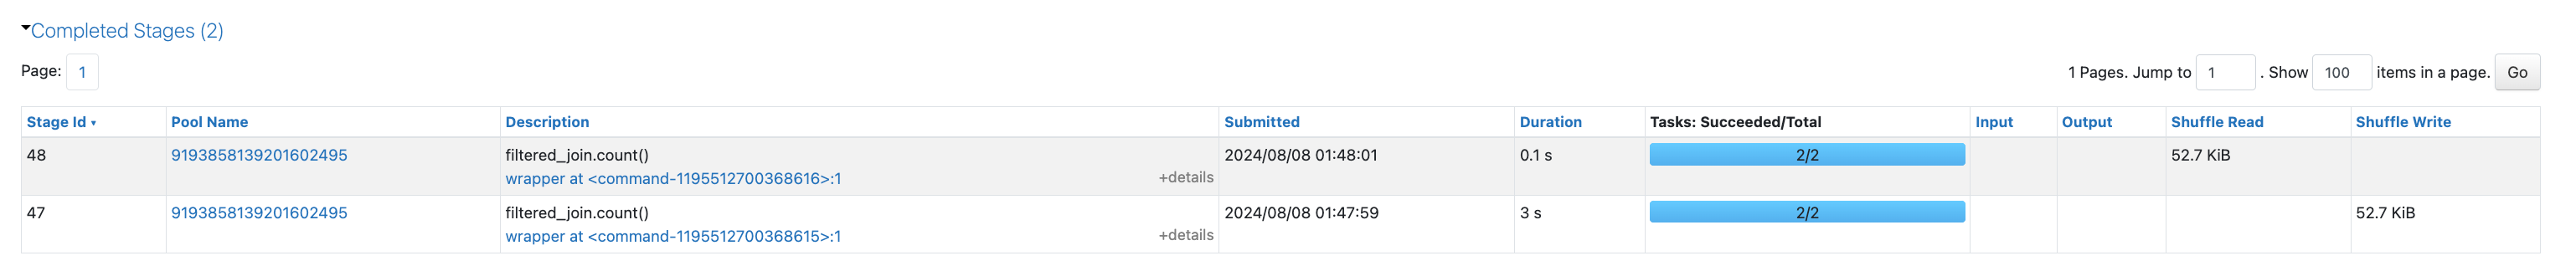 Completed Stages (2)
Page: 1
1 Pages. Jump to 1 . Show 100 items in a page. Go
Stage Id ▾ Pool Name Description Submitted Duration Tasks: Succeeded/Total Input Output Shuffle Read Shuffle Write
48 9193858139201602495 filtered_join.count() 2024/08/08 01:48:01 0.1 s 2/2 52.7 KiB
wrapper at <command-1195512700368616>:1 +details
47 9193858139201602495 filtered_join.count() 2024/08/08 01:47:59 3 s 2/2 52.7 KiB
wrapper at <command-1195512700368615>:1 +details